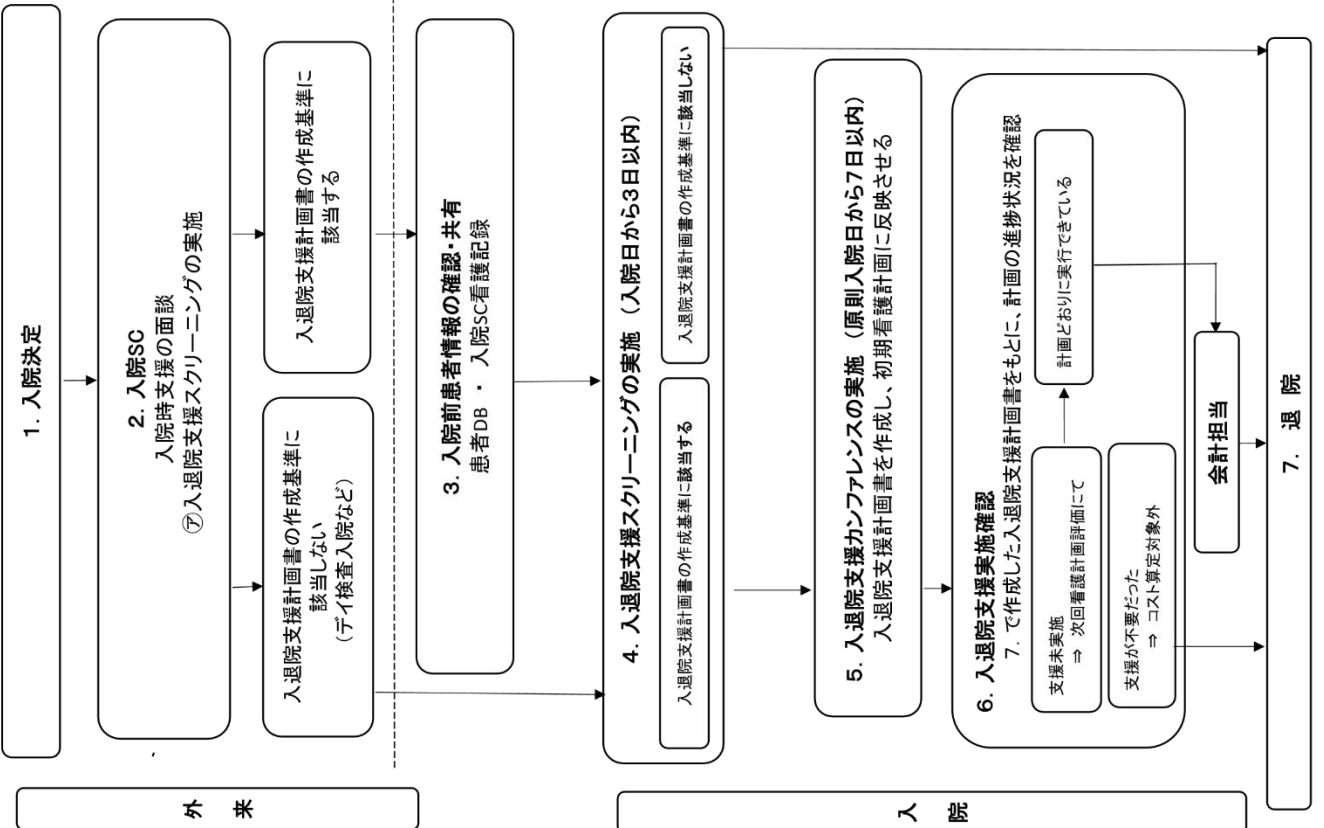 外 来
1. 入院決定
2. 入院SC
入院時支援の面談
㋐入退院支援スクリーニングの実施
入退院支援計画書の作成基準に
該当しない
(デイ検査入院など)
入退院支援計画書の作成基準に
該当する
3. 入院前患者情報の確認・共有
患者DB ・ 入院SC看護記録
入 院
4. 入退院支援スクリーニングの実施 (入院日から3日以内)
入退院支援計画書の作成基準に該当する
入退院支援計画書の作成基準に該当しない
5. 入退院支援カンファレンスの実施 (原則入院日から7日以内)
入退院支援計画書を作成し、初期看護計画に反映させる
6. 入退院支援実施確認
7. で作成した入退院支援計画書をもとに、計画の進捗状況を確認
支援未実施
⇒ 次回看護計画評価にて
計画どおりに実行できている
支援が不要だった
⇒ コスト算定対象外
会計担当
7. 退 院